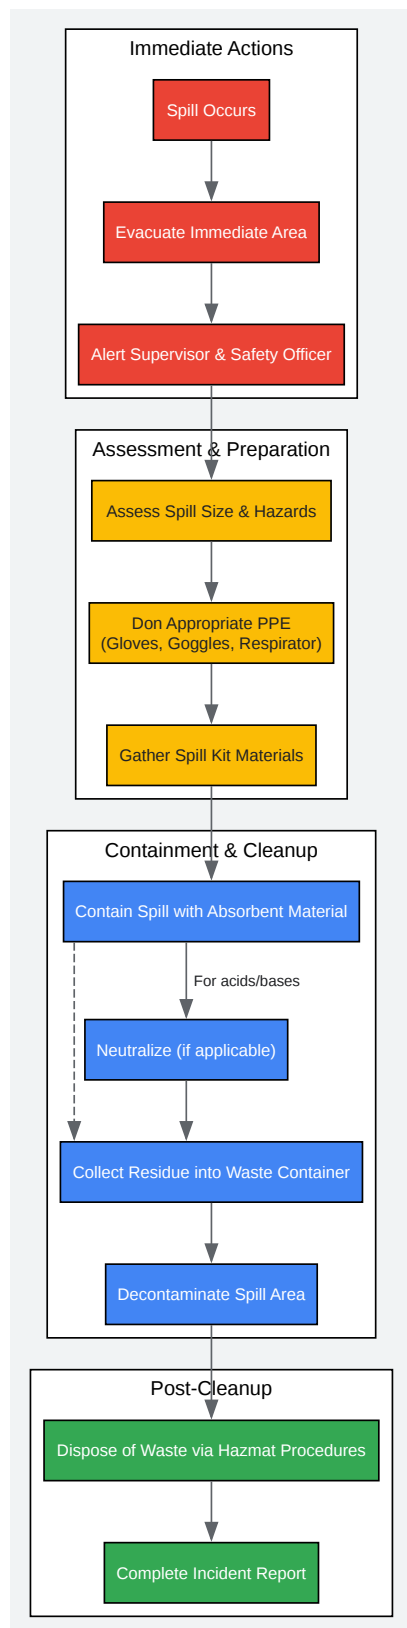 Immediate Actions
Spill Occurs
Evacuate Immediate Area
Alert Supervisor & Safety Officer
Assessment & Preparation
Assess Spill Size & Hazards
Don Appropriate PPE
(Gloves, Goggles, Respirator)
Gather Spill Kit Materials
Containment & Cleanup
Contain Spill with Absorbent Material
For acids/bases
Neutralize (if applicable)
Collect Residue into Waste Container
Decontaminate Spill Area
Post-Cleanup
Dispose of Waste via Hazmat Procedures
Complete Incident Report